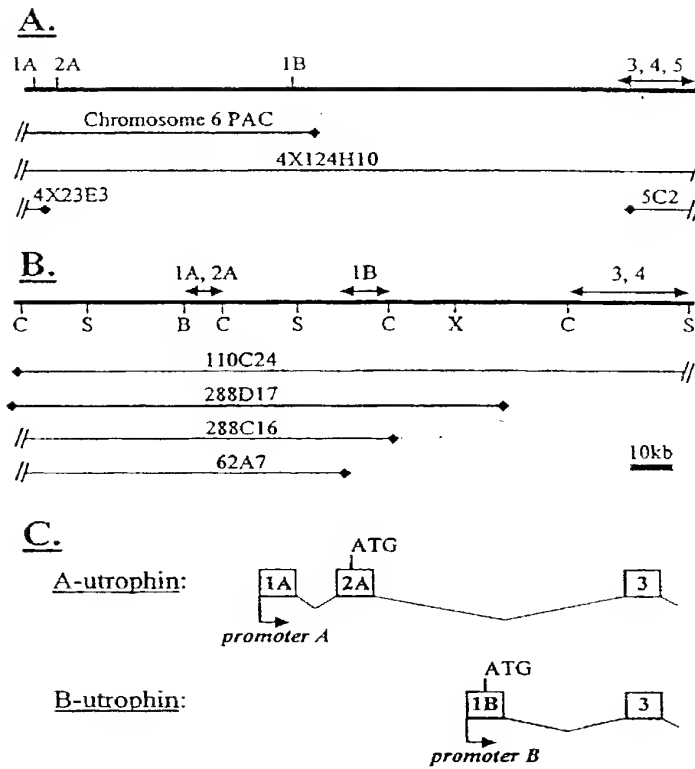 A.
1A 2A 1B 3, 4, 5
Chromosome 6 PAC
4X124H10
4X23E3 5C2
B.
1A, 2A 1B 3, 4
C S B C S C X C S
110C24
288D17
288C16
62A7
10kb
C.
ATG
A-utrophin: 1A 2A 3
promoter A
ATG
B-utrophin: 1B 3
promoter B